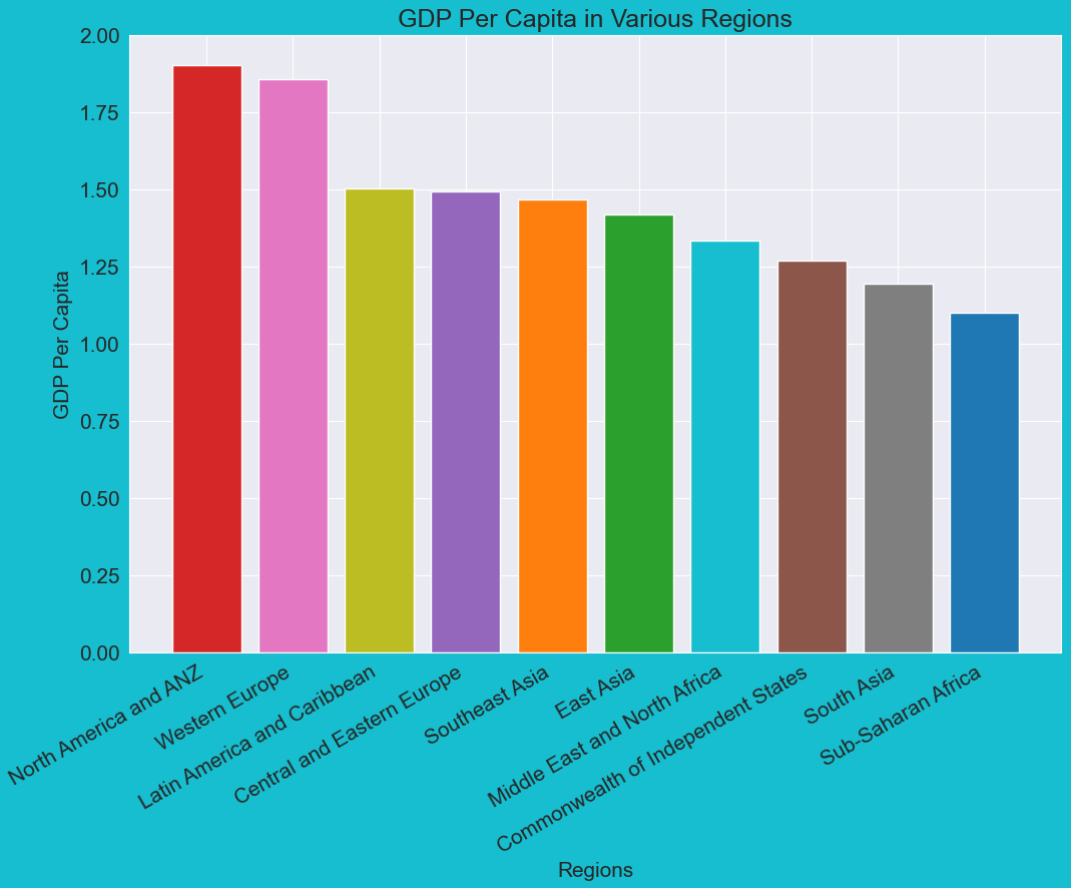 GDP Per Capita in Various Regions
2.00
1.75
1.50
1.25
1.00
0.75
0.50
0.25
0.00
GDP Per Capita
North America and ANZ
Western Europe
Latin America and Caribbean
Central and Eastern Europe
Southeast Asia
East Asia
Middle East and North Africa
Commonwealth of Independent States
South Asia
Sub-Saharan Africa
Regions